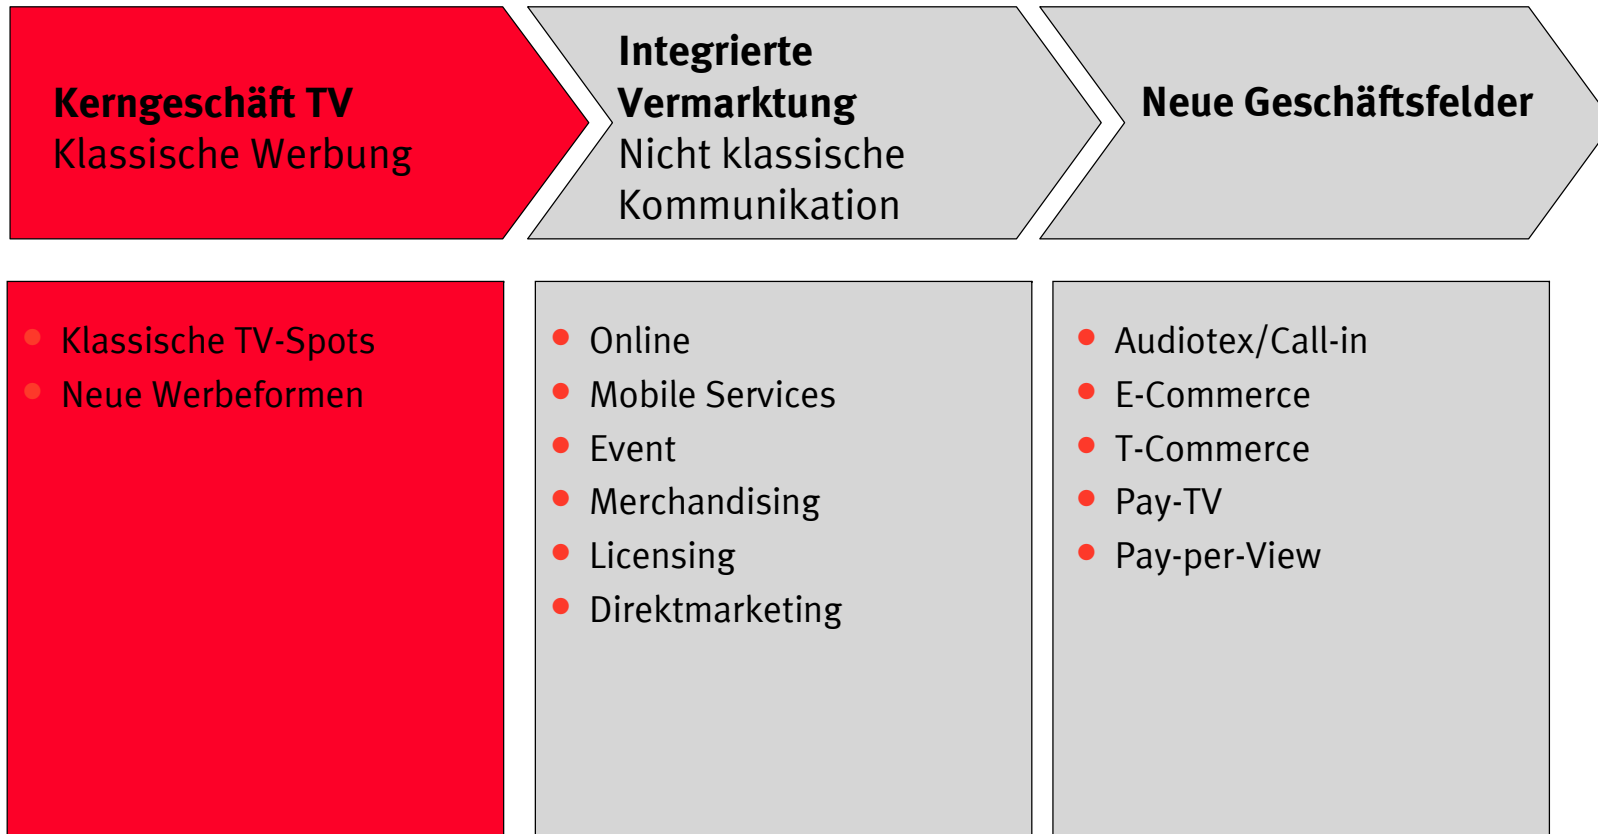 Kerngeschäft TV
Klassische Werbung
Integrierte
Vermarktung
Nicht klassische
Kommunikation
Neue Geschäftsfelder
• Klassische TV-Spots
• Neue Werbeformen
• Online
• Mobile Services
• Event
• Merchandising
• Licensing
• Direktmarketing
• Audiotex/Call-in
• E-Commerce
• T-Commerce
• Pay-TV
• Pay-per-View